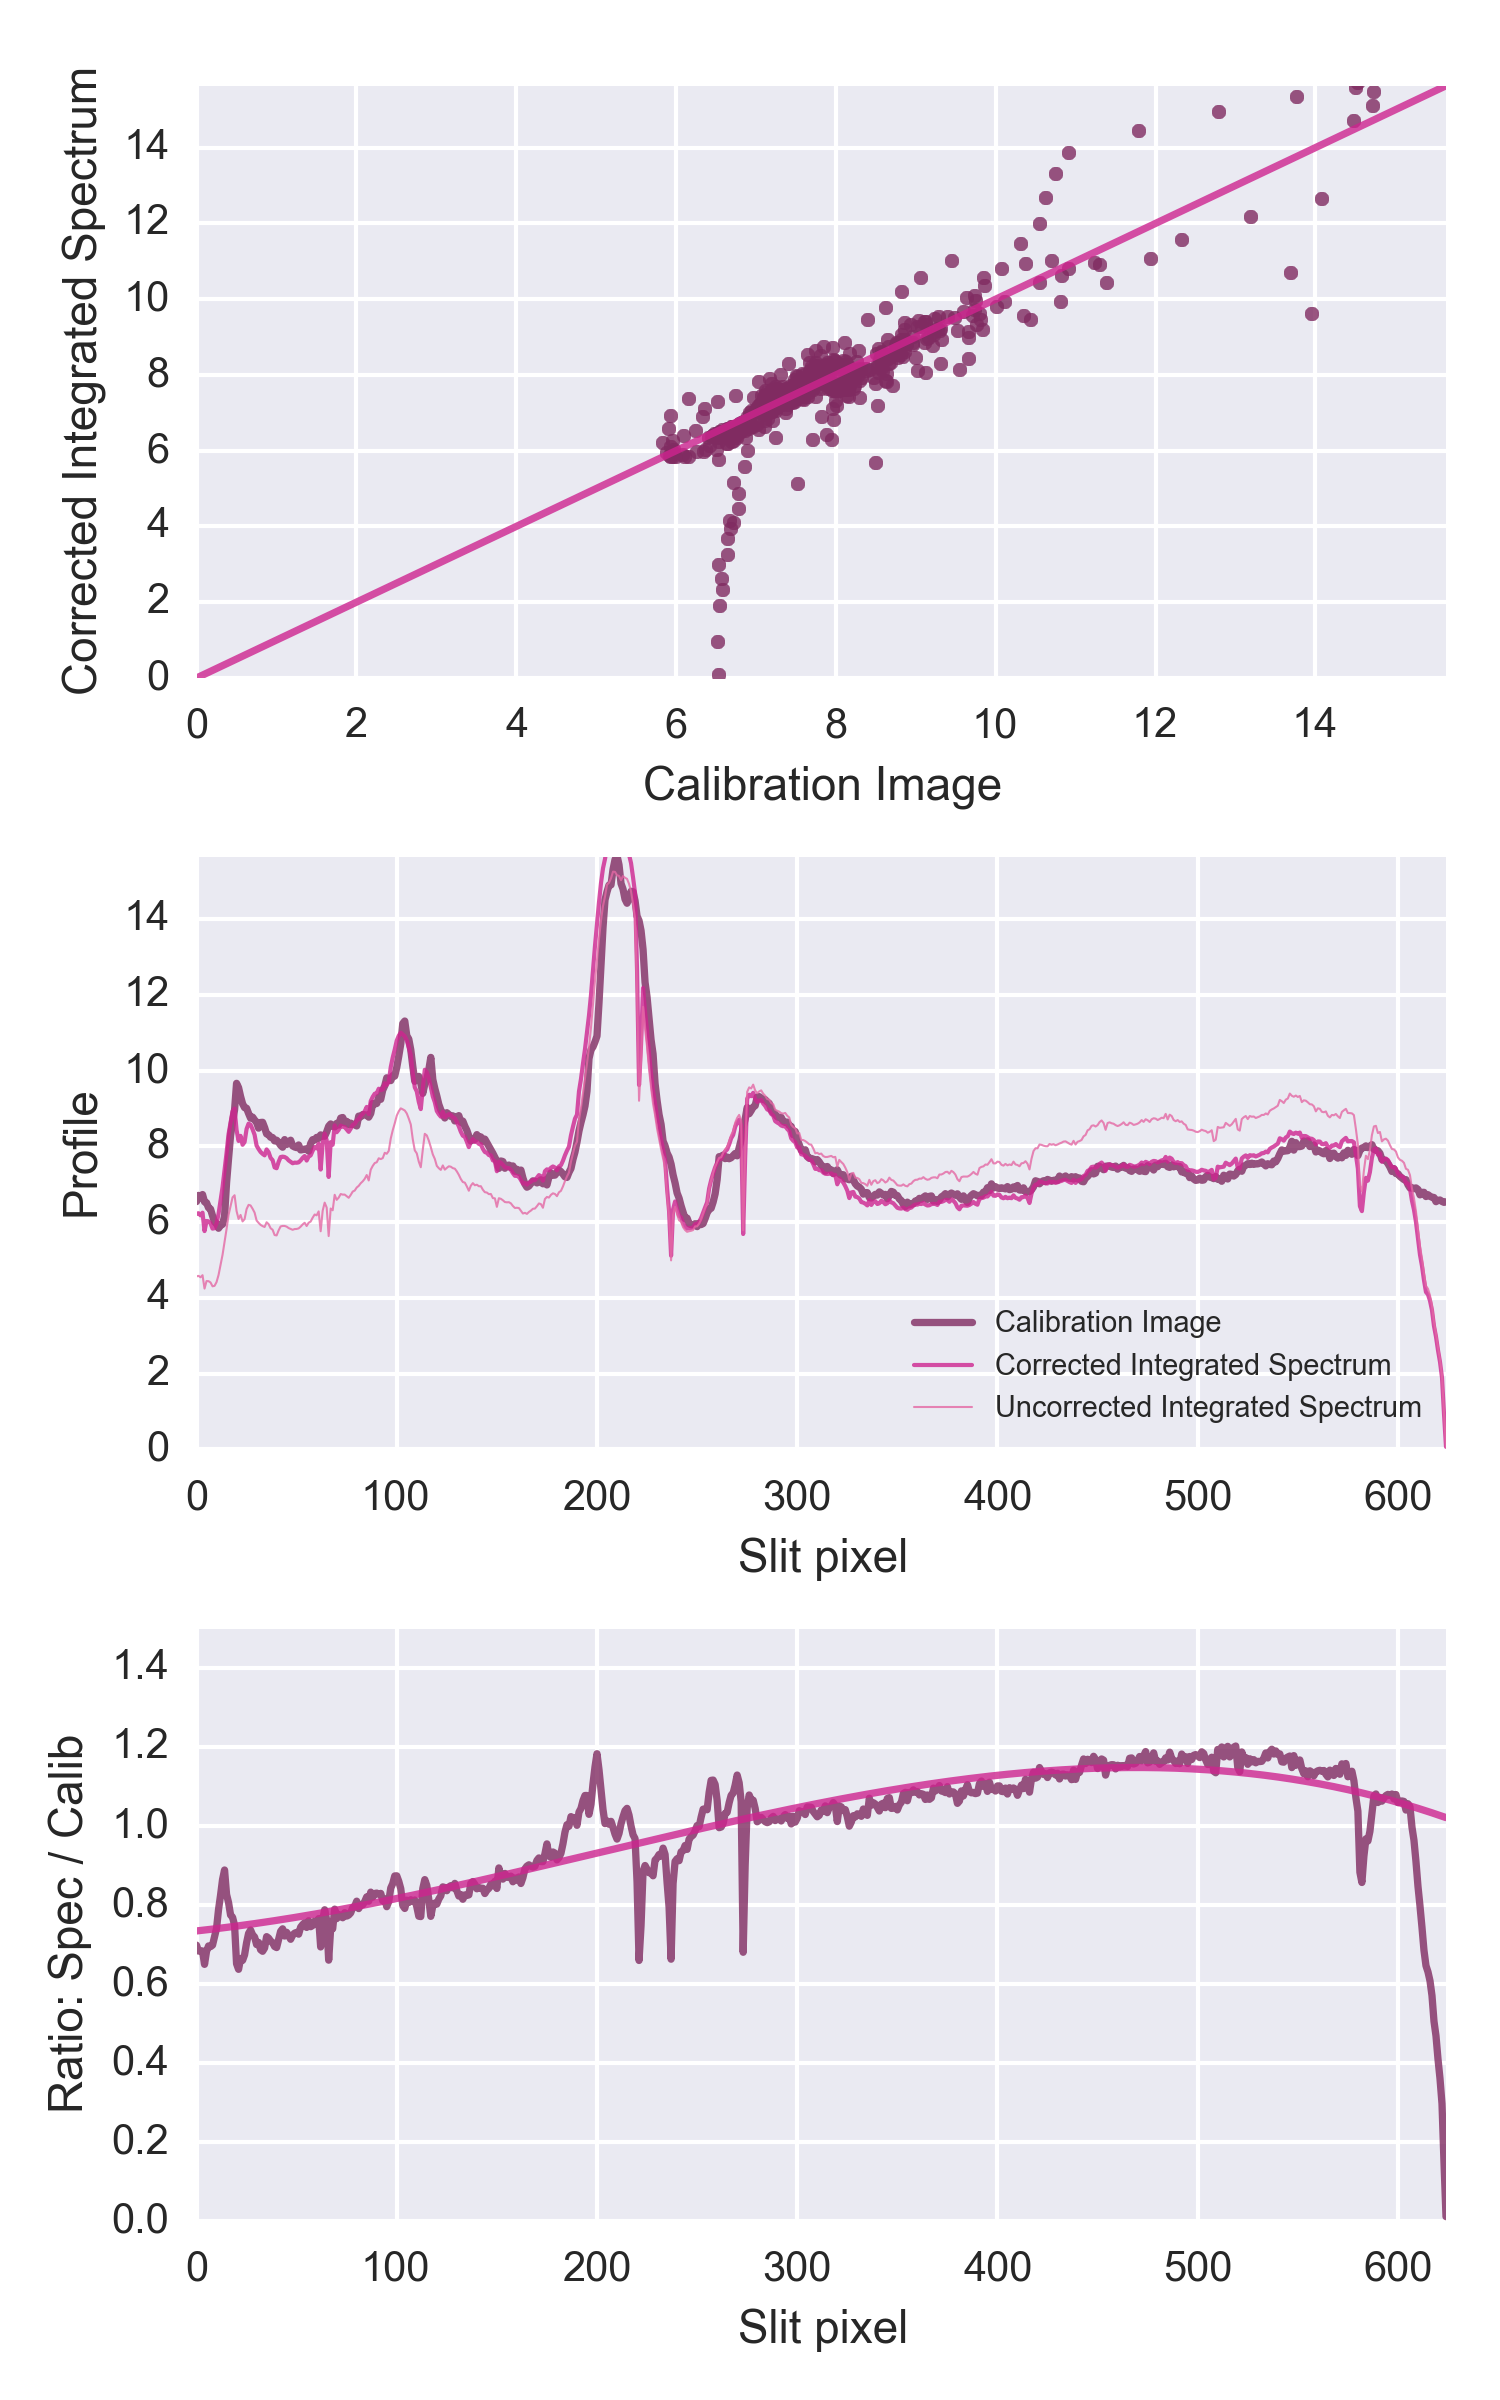 Corrected Integrated Spectrum
14
12
10
8
6
4
2
0
0 2 4 6 8 10 12 14
Calibration Image
Profile
14
12
10
8
6
4
2
0
Calibration Image
Corrected Integrated Spectrum
Uncorrected Integrated Spectrum
0 100 200 300 400 500 600
Slit pixel
Ratio: Spec / Calib
1.4
1.2
1.0
0.8
0.6
0.4
0.2
0.0
0 100 200 300 400 500 600
Slit pixel